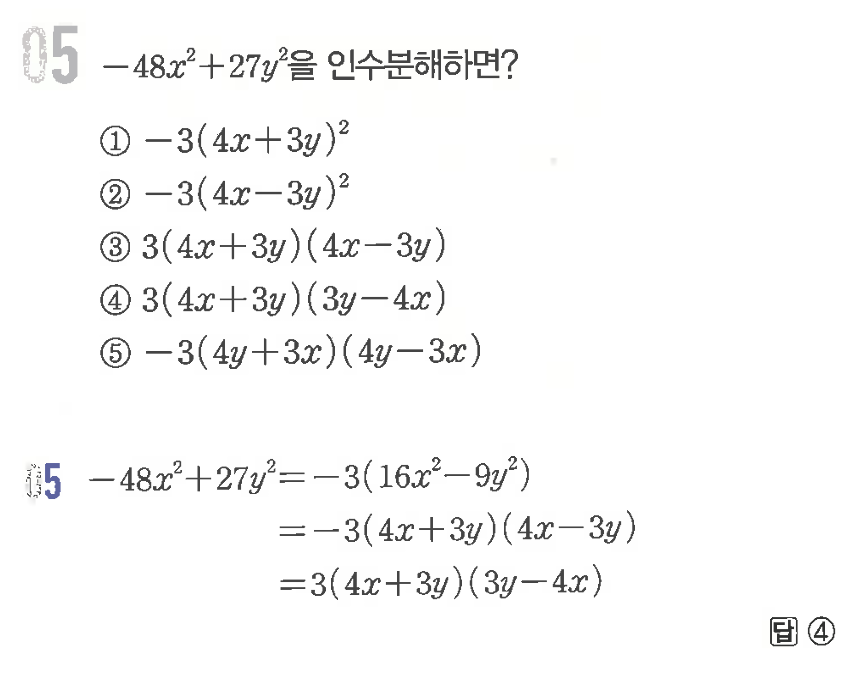 05 -48x²+27y²을 인수분해하면?
① -3(4x+3y)²
② -3(4x-3y)²
③ 3(4x+3y)(4x-3y)
④ 3(4x+3y)(3y-4x)
⑤ -3(4y+3x)(4y-3x)
05 -48x²+27y²=-3(16x²-9y²)
=-3(4x+3y)(4x-3y)
=3(4x+3y)(3y-4x)
답 ④